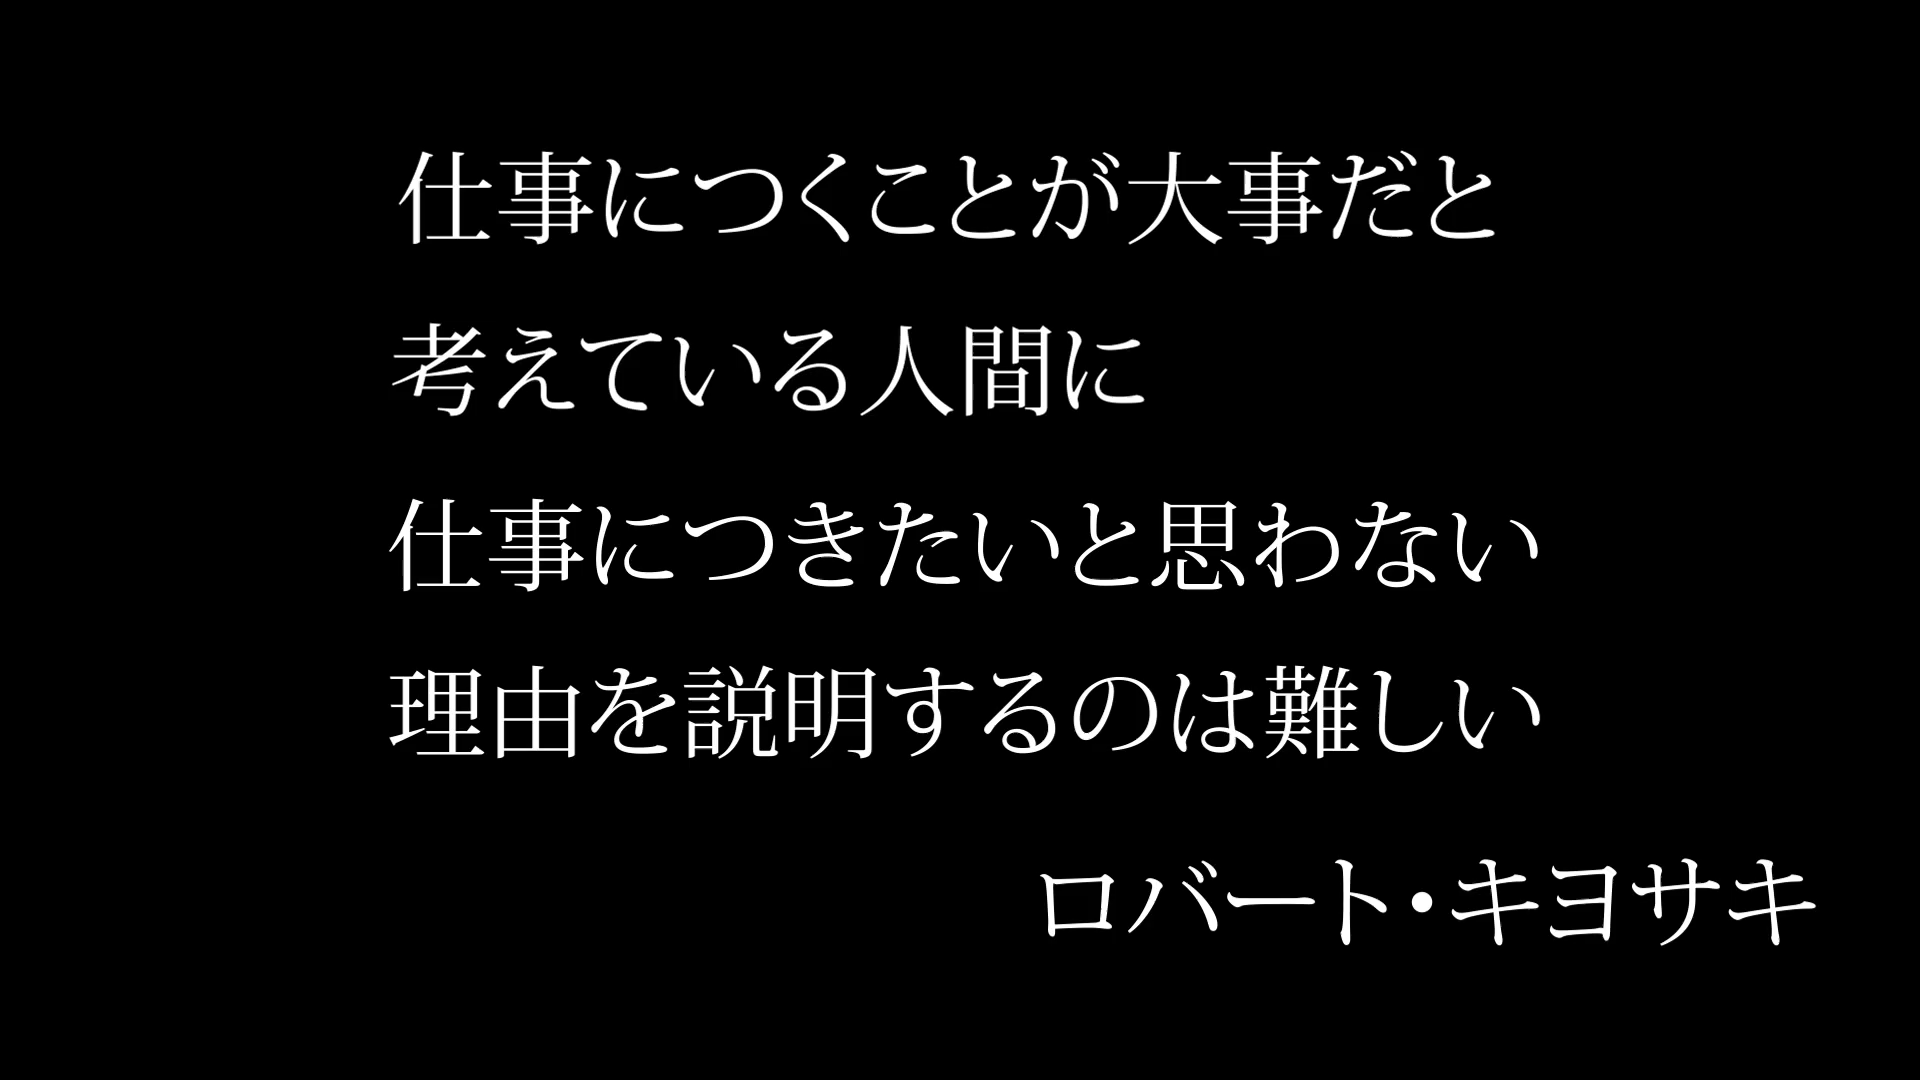 仕事につくことが大事だと
考えている人間に
仕事につきたいと思わない
理由を説明するのは難しい
ロバート・キヨサキ